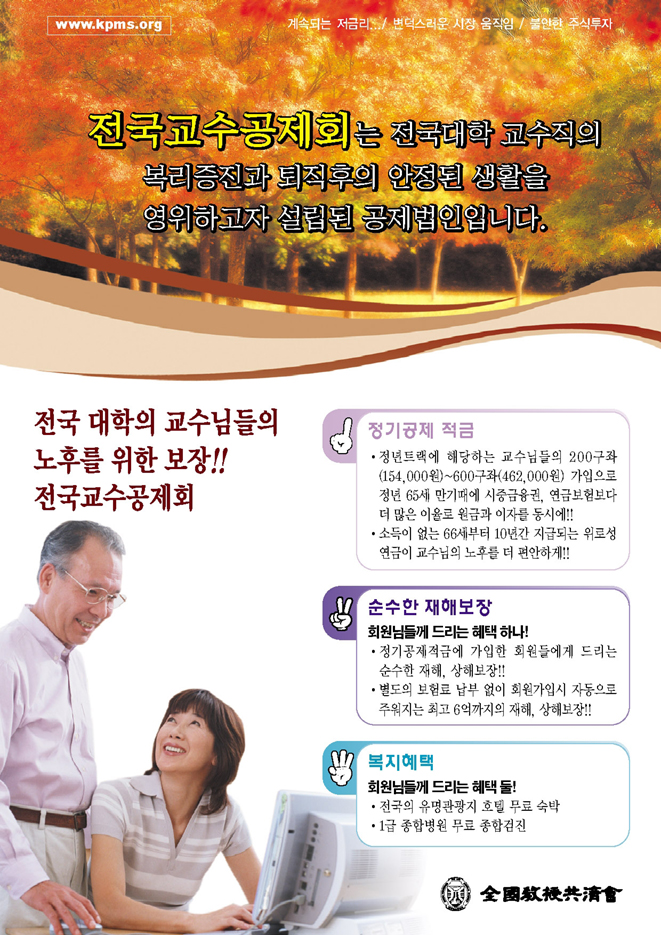 www.kpms.org
계속되는 저금리.../ 변덕스러운 시장 움직임 / 불안한 주식투자
전국교수공제회는 전국대학 교수직의
복리증진과 퇴직후의 안정된 생활을
영위하고자 설립된 공제법인입니다.
전국 대학의 교수님들의
노후를 위한 보장!!
전국교수공제회
정기공제 적금
• 정년트랙에 해당하는 교수님들의 200구좌
(154,000원)~600구좌(462,000원) 가입으로
정년 65세 만기때에 시중금융권, 연금보험보다
더 많은 이율로 원금과 이자를 동시에!!
• 소득이 없는 66세부터 10년간 지급되는 위로성
연금이 교수님의 노후를 더 편안하게!!
순수한 재해보장
회원님들께 드리는 혜택 하나!
• 정기공제적금에 가입한 회원들에게 드리는
순수한 재해, 상해보장!!
• 별도의 보험료 납부 없이 회원가입시 자동으로
주워지는 최고 6억까지의 재해, 상해보장!!
복지혜택
회원님들께 드리는 혜택 둘!
• 전국의 유명관광지 호텔 무료 숙박
• 1급 종합병원 무료 종합검진
全國敎授共濟會